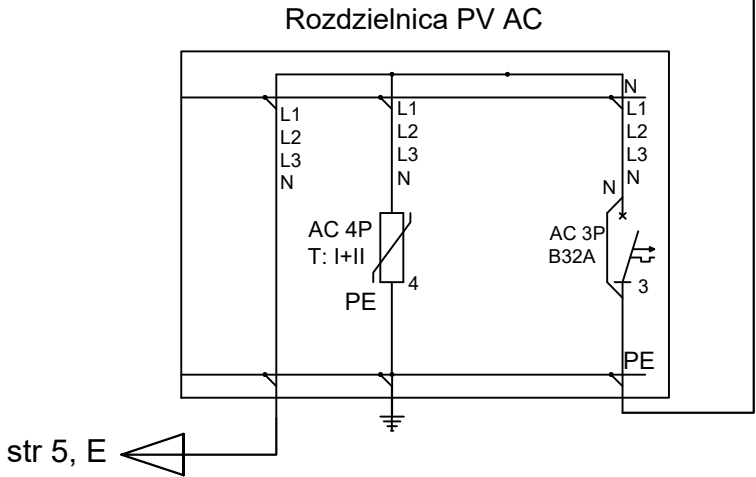 Rozdzielnica PV AC
N
L1
L2
L3
N
L1
L2
L3
N
L1
L2
L3
N
N
AC 4P
T: I+II
PE
4
AC 3P
B32A
3
PE
str 5, E